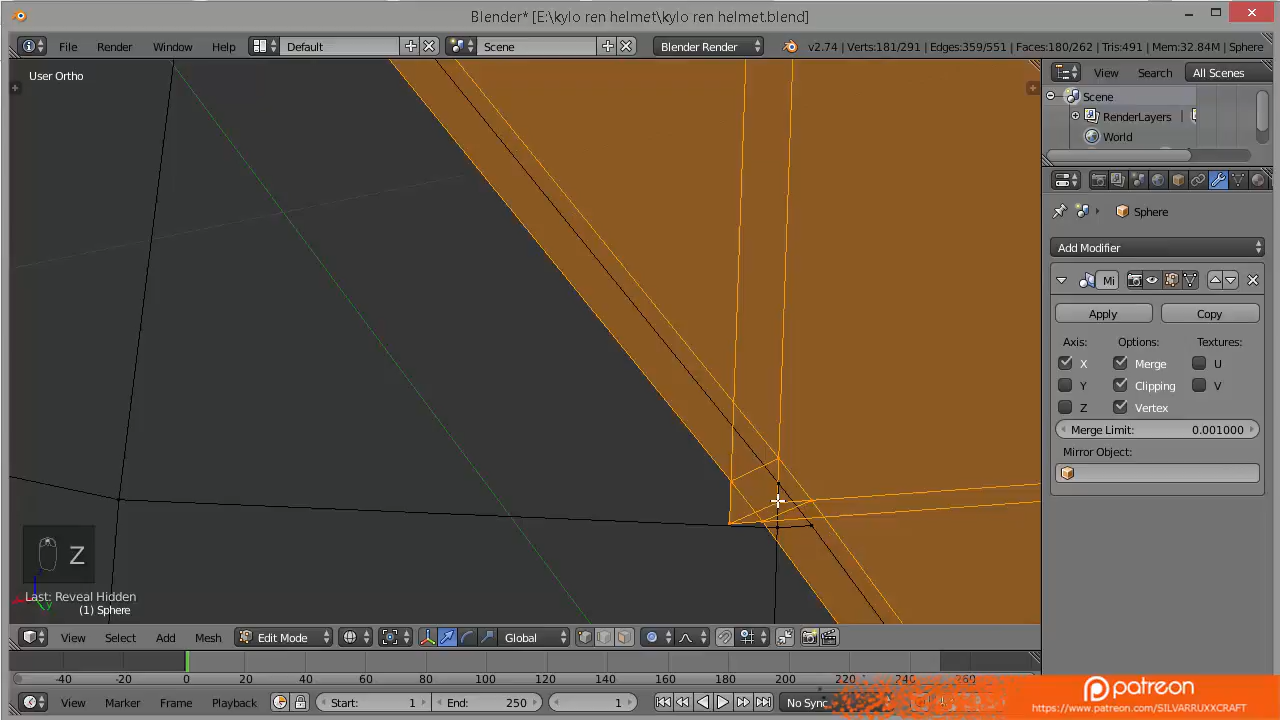 Blender* [E:\kylo ren helmet\kylo ren helmet.blend]
File Render Window Help Default Scene Blender Render v2.74 | Verts:181/291 | Edges:359/551 | Faces:180/262 | Tris:491 | Mem:32.84M | Sphere
User Ortho
View Search All Scenes
Scene
RenderLayers
World
Sphere
Add Modifier
Mi
Apply Copy
Axis: Options: Textures:
X Merge U
Y Clipping V
Z Vertex
Merge Limit: 0.001000
Mirror Object:
Z
Last: Reveal Hidden
(1) Sphere
View Select Add Mesh Edit Mode Global
-40 -20 0 20 40 60 80 100 120 140 160 180 200 220 240 260
View Marker Frame Playback Start: 1 End: 250 1 No Sync
patreon
https://www.patreon.com/SILVARRUXXCRAFT